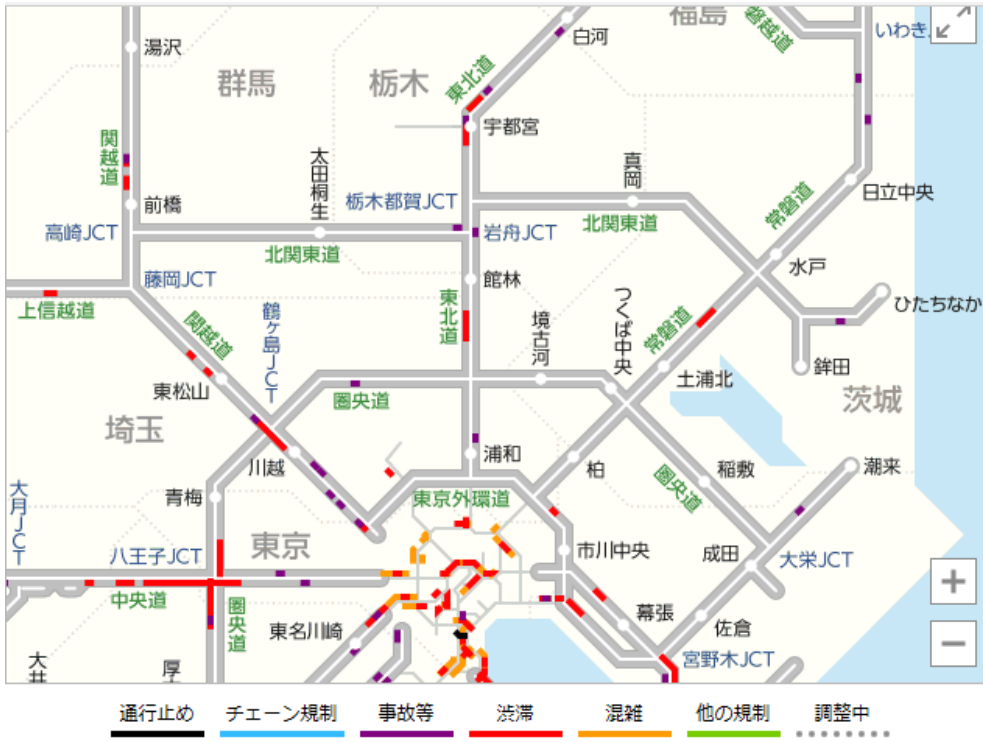 福島
磐越道
いわき
白河
湯沢
群馬
栃木
東北道
宇都宮
関越道
太田桐生
真岡
前橋
栃木都賀JCT
日立中央
高崎JCT
北関東道
岩舟JCT
北関東道
常磐道
水戸
藤岡JCT
館林
上信越道
鶴ヶ島JCT
東北道
つくば中央
ひたちなか
関越道
境古河
常磐道
東松山
土浦北
鉾田
圏央道
茨城
埼玉
川越
浦和
柏
圏央道
稲敷
潮来
大月JCT
青梅
東京外環道
八王子JCT
東京
市川中央
成田
大栄JCT
中央道
圏央道
東名川崎
幕張
佐倉
宮野木JCT
大井
厚
+
−
通行止め
チェーン規制
事故等
渋滞
混雑
他の規制
調整中